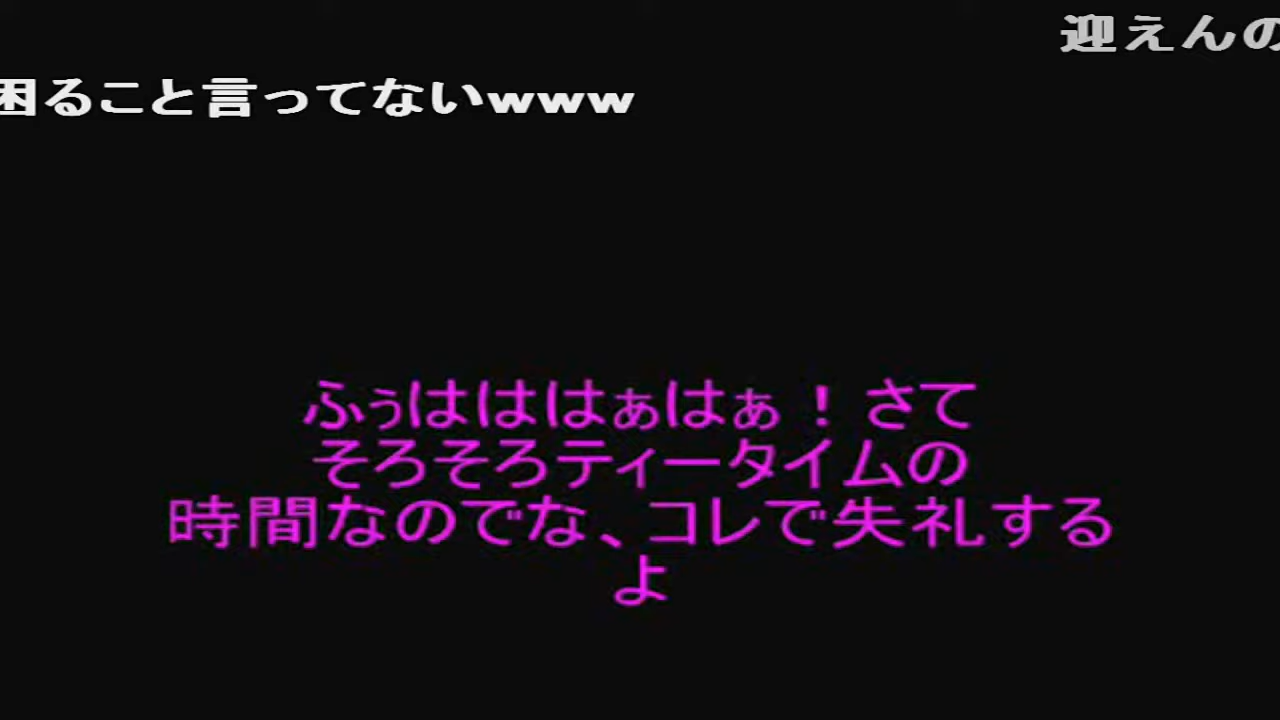 迎えんの
困ること言ってないwww
ふぅはははぁはぁ！さて
そろそろティータイムの
時間なのでな、コレで失礼する
よ